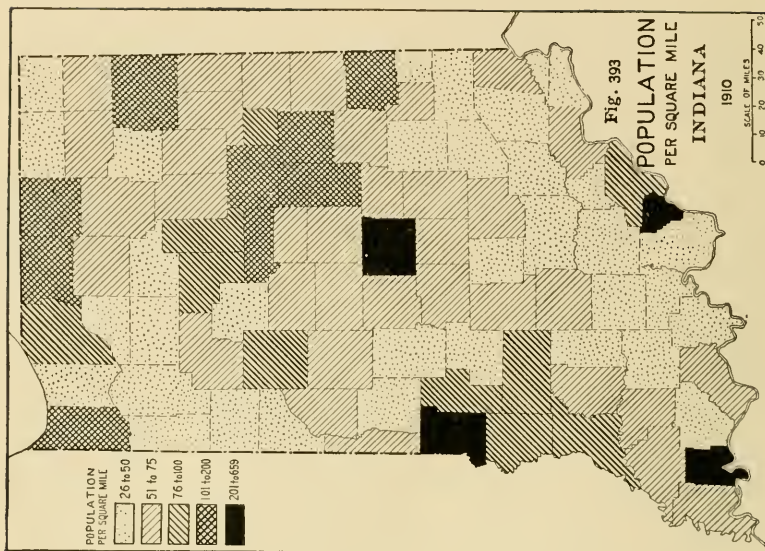 POPULATION
PER SQUARE MILE
26 to 50
51 to 75
76 to 100
101 to 200
201 to 659
Fig. 393
POPULATION
PER SQUARE MILE
INDIANA
1910
SCALE OF MILES
0 10 20 30 40 50